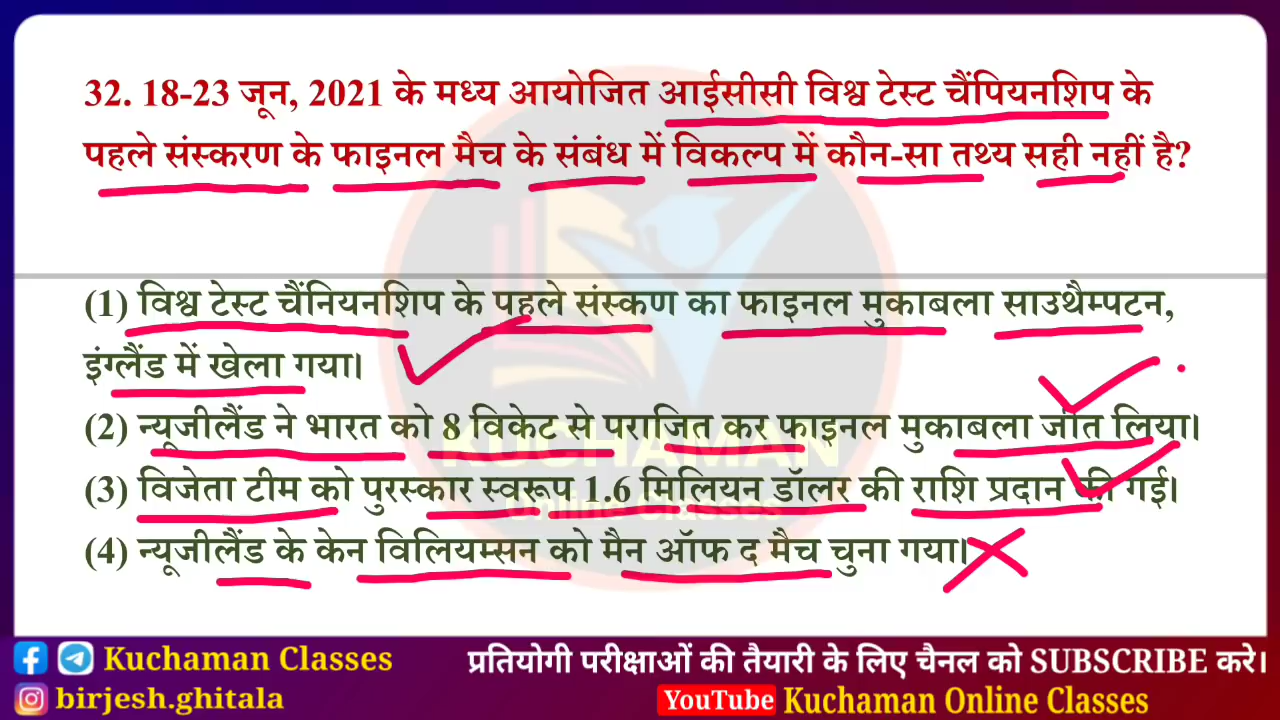 32. 18-23 जून, 2021 के मध्य आयोजित आईसीसी विश्व टेस्ट चैंपियनशिप के
पहले संस्करण के फाइनल मैच के संबंध में विकल्प में कौन-सा तथ्य सही नहीं है?
(1) विश्व टेस्ट चैंनियनशिप के पहले संस्कण का फाइनल मुकाबला साउथैम्पटन,
इंग्लैंड में खेला गया।
(2) न्यूजीलैंड ने भारत को 8 विकेट से पराजित कर फाइनल मुकाबला जीत लिया।
(3) विजेता टीम को पुरस्कार स्वरूप 1.6 मिलियन डॉलर की राशि प्रदान की गई।
(4) न्यूजीलैंड के केन विलियम्सन को मैन ऑफ द मैच चुना गया।
KUCHAMAN
Online Classes
Kuchaman Classes
प्रतियोगी परीक्षाओं की तैयारी के लिए चैनल को SUBSCRIBE करे।
birjesh.ghitala
YouTube Kuchaman Online Classes